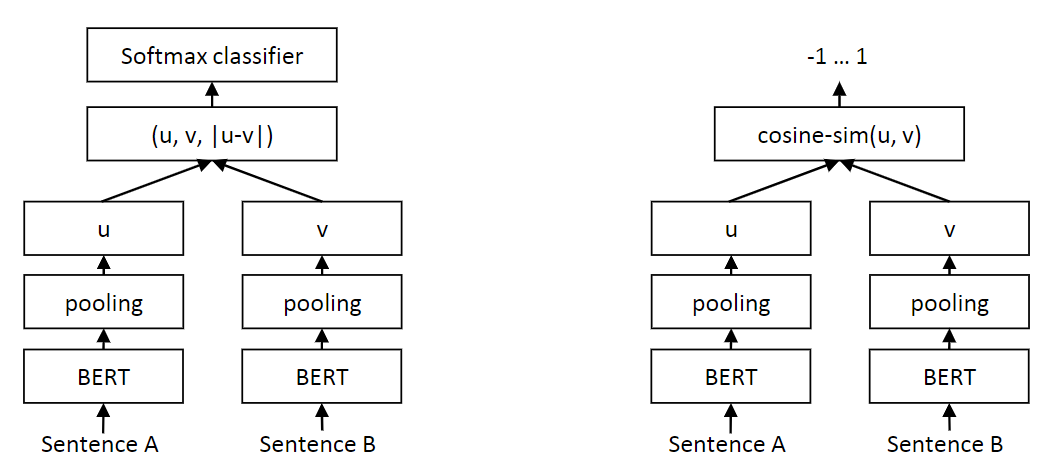 Softmax classifier
(u, v, |u-v|)
u
v
pooling
pooling
BERT
BERT
Sentence A
Sentence B
-1 … 1
cosine-sim(u, v)
u
v
pooling
pooling
BERT
BERT
Sentence A
Sentence B